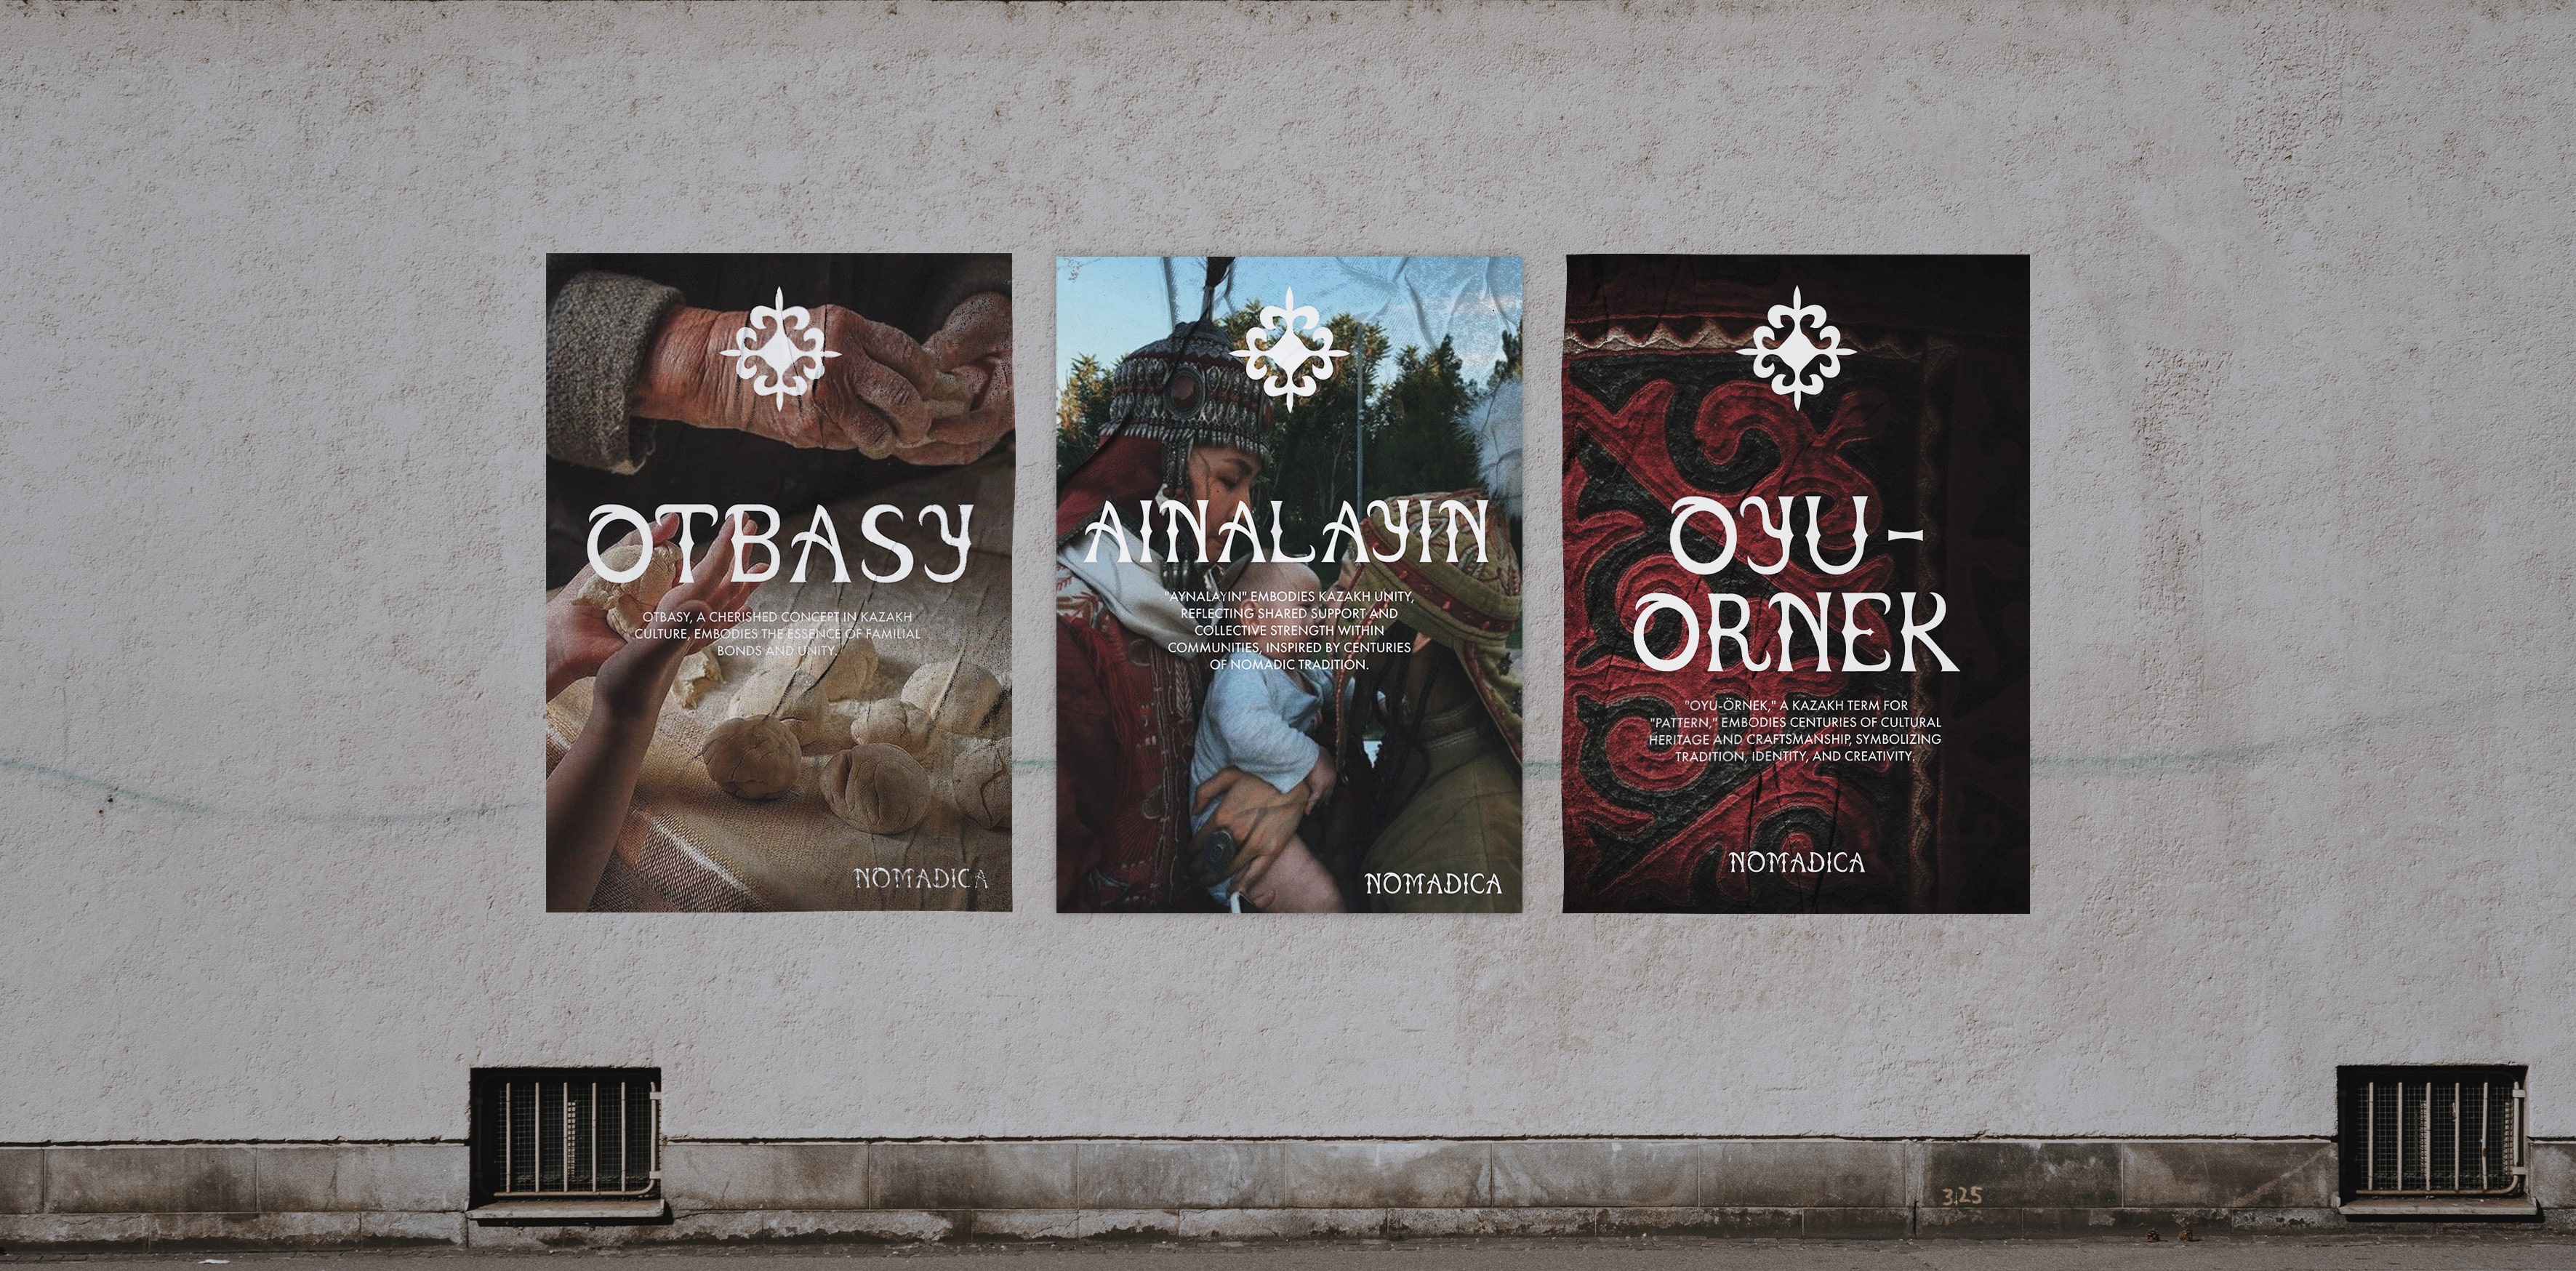 OTBASY
OTBASY, A CHERISHED CONCEPT IN KAZAKH
CULTURE, EMBODIES THE ESSENCE OF FAMILIAL
BONDS AND UNITY.
NOMADICA
AINALAYIN
"AYNALAYIN" EMBODIES KAZAKH UNITY,
REFLECTING SHARED SUPPORT AND
COLLECTIVE STRENGTH WITHIN
COMMUNITIES, INSPIRED BY CENTURIES
OF NOMADIC TRADITION.
NOMADICA
OYU-
ORNEK
"OYU-ÖRNEK," A KAZAKH TERM FOR
"PATTERN," EMBODIES CENTURIES OF CULTURAL
HERITAGE AND CRAFTSMANSHIP, SYMBOLIZING
TRADITION, IDENTITY, AND CREATIVITY.
NOMADICA
3,25